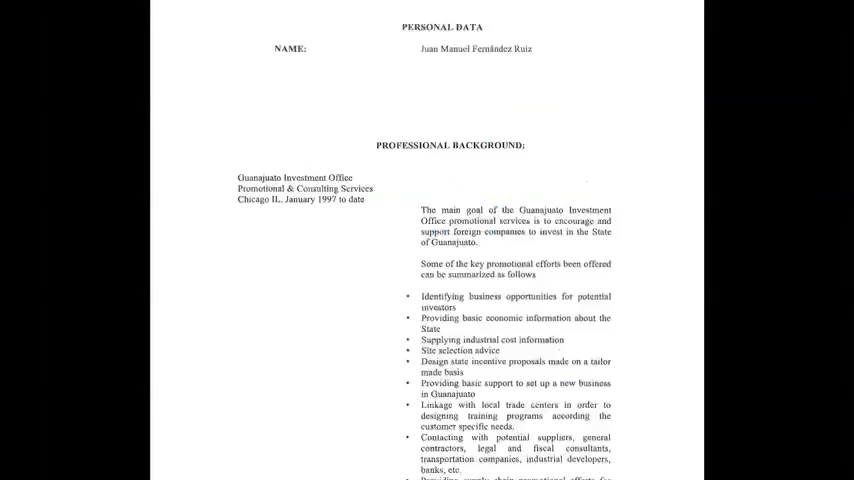 PERSONAL DATA
NAME: Juan Manuel Fernández Ruiz
PROFESSIONAL BACKGROUND:
Guanajuato Investment Office
Promotional & Consulting Services
Chicago IL, January 1997 to date
The main goal of the Guanajuato Investment
Office promotional services is to encourage and
support foreign companies to invest in the State
of Guanajuato.
Some of the key promotional efforts been offered
can be summarized as follows
• Identifying business opportunities for potential
investors
• Providing basic economic information about the
State
• Supplying industrial cost information
• Site selection advice
• Design state incentive proposals made on a tailor
made basis
• Providing basic support to set up a new business
in Guanajuato
• Linkage with local trade centers in order to
designing training programs according the
customer specific needs.
• Contacting with potential suppliers, general
contractors, legal and fiscal consultants,
transportation companies, industrial developers,
banks, etc.
• Providing supply chain promotional efforts for